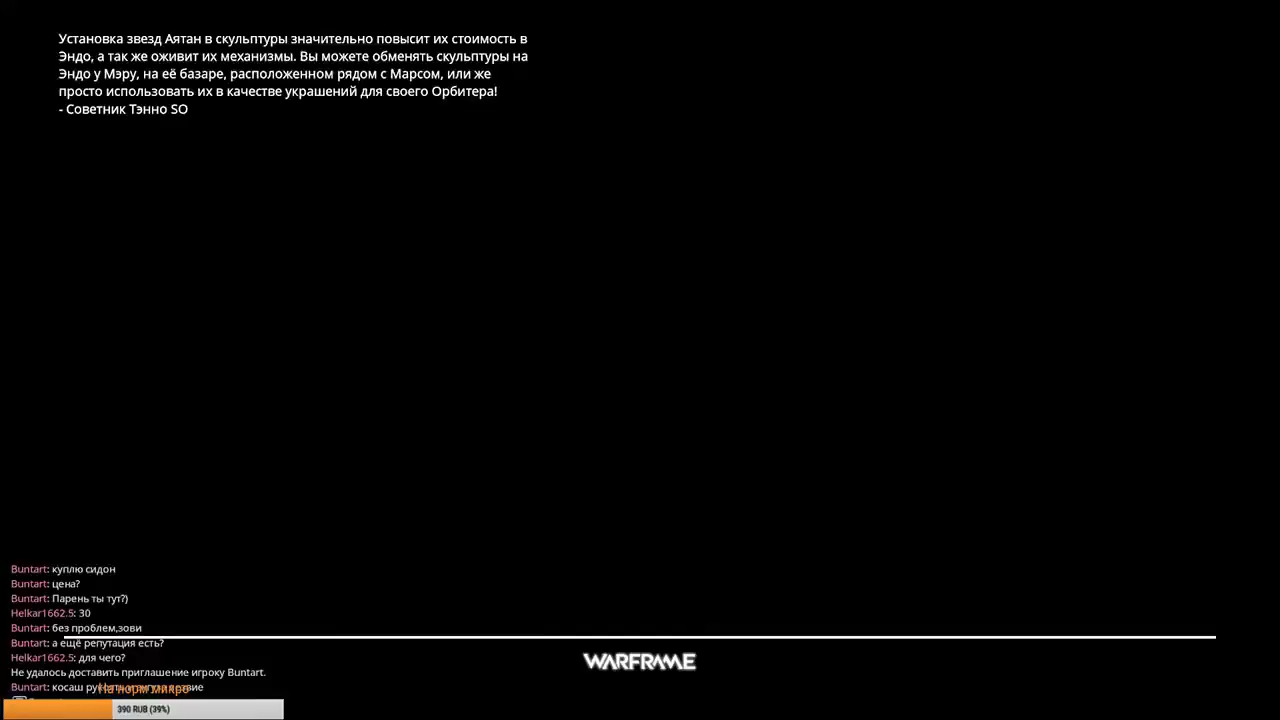 Установка звезд Аятан в скульптуры значительно повысит их стоимость в
Эндо, а так же оживит их механизмы. Вы можете обменять скульптуры на
Эндо у Мэру, на её базаре, расположенном рядом с Марсом, или же
просто использовать их в качестве украшений для своего Орбитера!
- Советник Тэнно SO
Buntart: куплю сидон
Buntart: цена?
Buntart: Парень ты тут?)
Helkar1662.5: 30
Buntart: без проблем,зови
Buntart: а ещё репутация есть?
Helkar1662.5: для чего?
WARFRAME
Не удалось доставить приглашение игроку Buntart.
Buntart: косаш
На норм микро
390 RUB (39%)